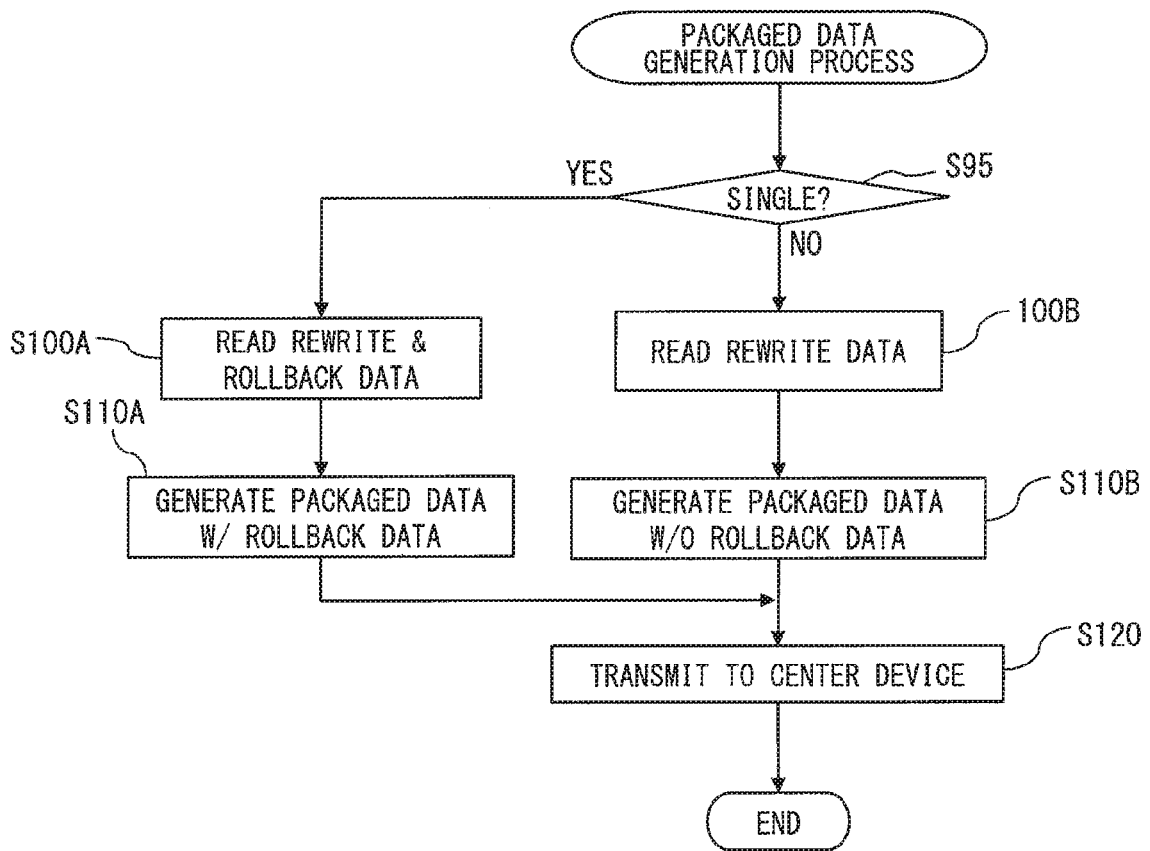 PACKAGED DATA
GENERATION PROCESS
S95
YES
SINGLE?
NO
100B
S100A
READ REWRITE &
ROLLBACK DATA
READ REWRITE DATA
S110A
S110B
GENERATE PACKAGED DATA
W/ ROLLBACK DATA
GENERATE PACKAGED DATA
W/O ROLLBACK DATA
S120
TRANSMIT TO CENTER DEVICE
END